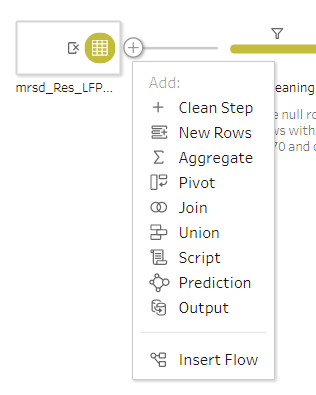 mrsd_Res_LFP...
Add:
Clean Step
New Rows
Aggregate
Pivot
Join
Union
Script
Prediction
Output
Insert Flow
eaning
e null ro
ws with
70 and c